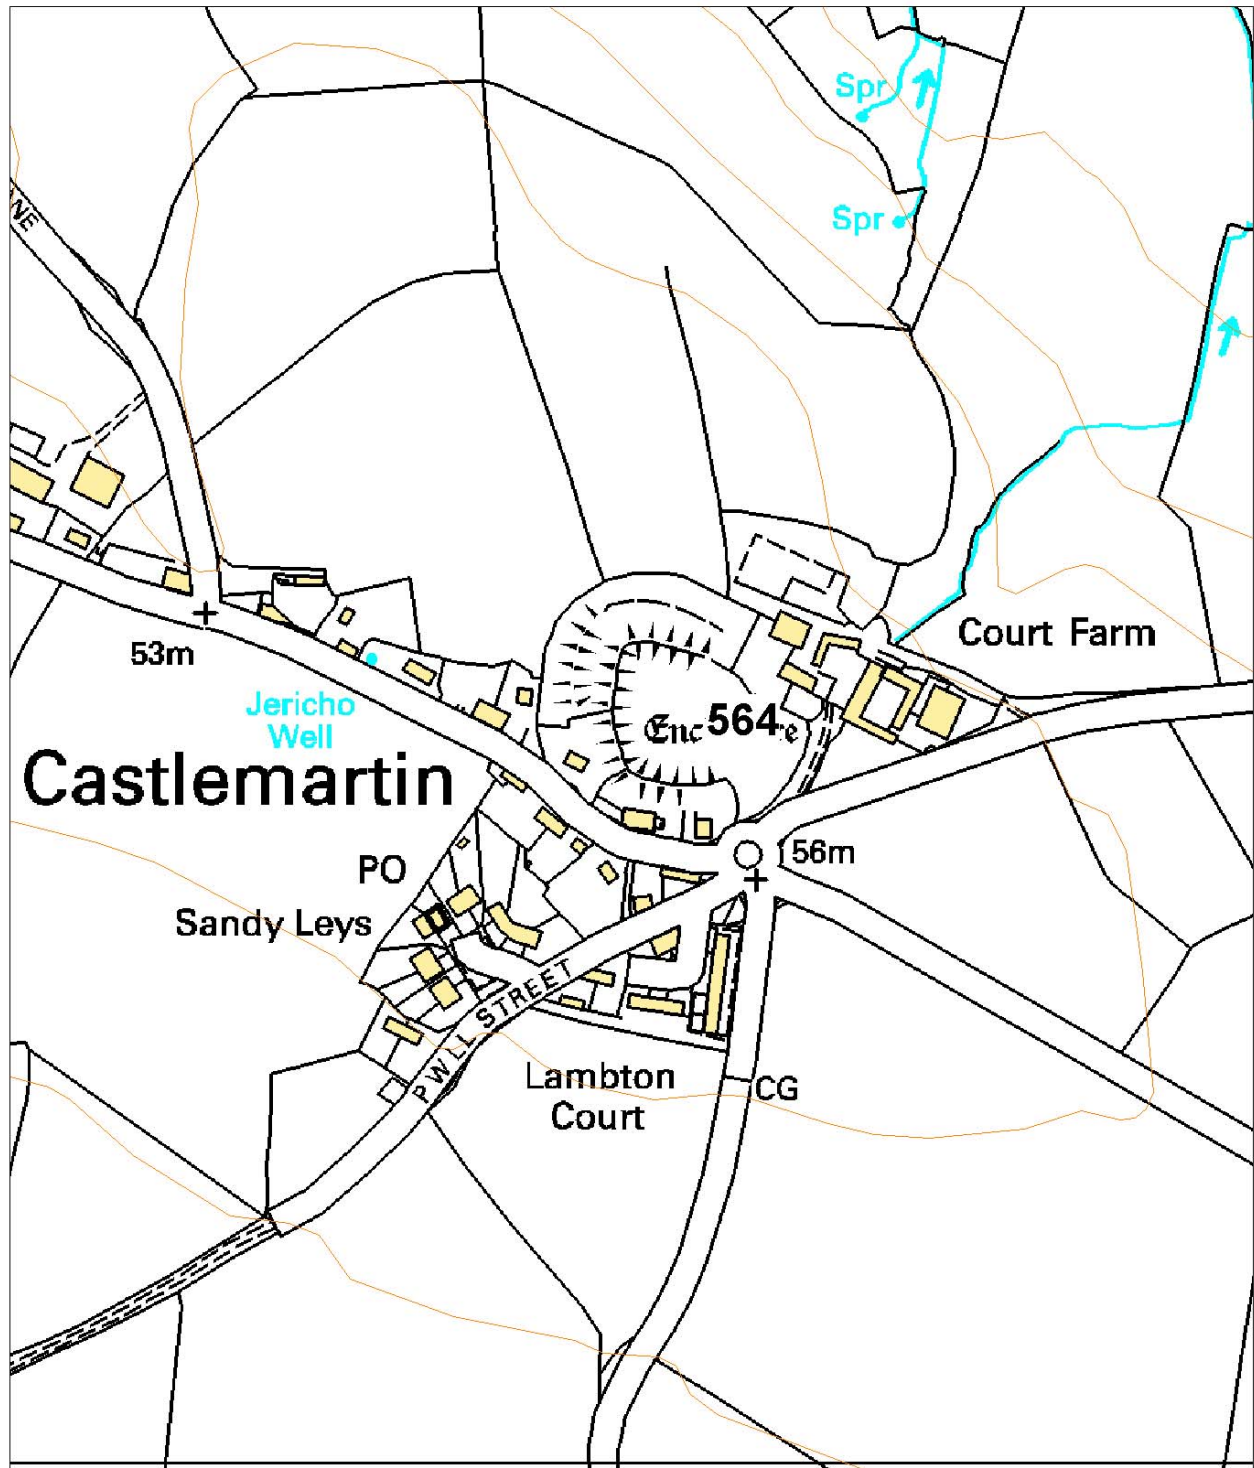 Spr
Spr
NE
Court Farm
53m
Jericho
Well
564
Castlemartin
56m
PO
Sandy Leys
PWLL STREET
Lambton
Court
CG